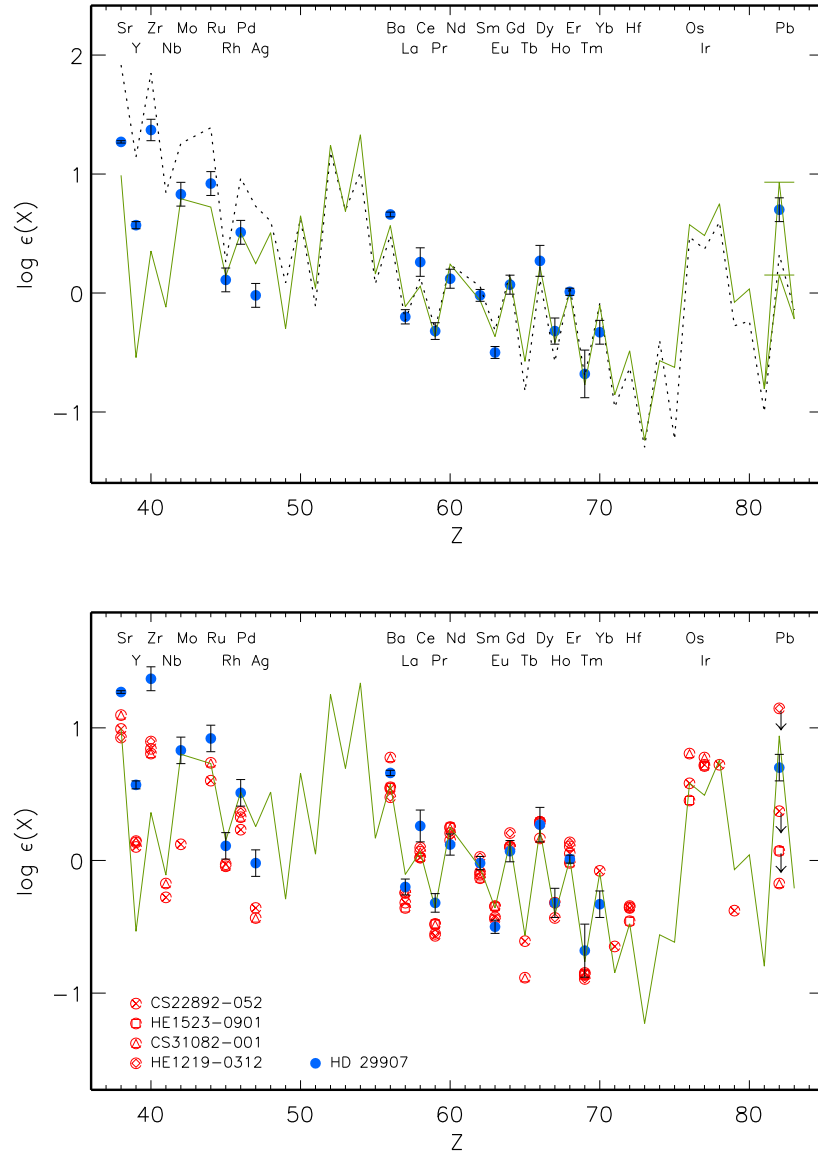 Sr Zr Mo Ru Pd Ba Ce Nd Sm Gd Dy Er Yb Hf Os Pb
Y Nb Rh Ag La Pr Eu Tb Ho Tm Ir
2
1
0
−1
log ϵ(X)
40 50 60 70 80
Z
Sr Zr Mo Ru Pd Ba Ce Nd Sm Gd Dy Er Yb Hf Os Pb
Y Nb Rh Ag La Pr Eu Tb Ho Tm Ir
1
0
−1
log ϵ(X)
CS22892−052
HE1523−0901
CS31082−001
HE1219−0312 HD 29907
40 50 60 70 80
Z